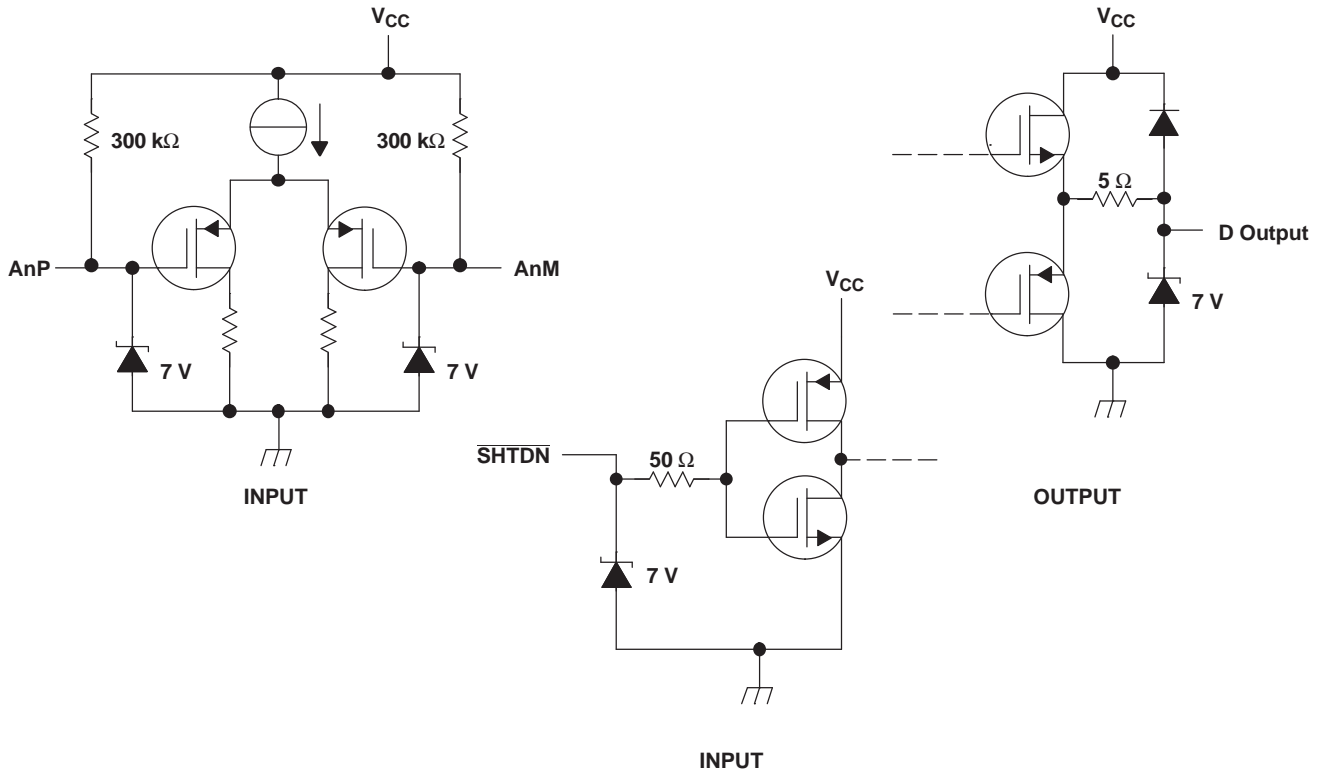 VCC
300 kΩ
300 kΩ
AnP
AnM
7 V
7 V
INPUT
VCC
SHTDN
50 Ω
7 V
INPUT
VCC
5 Ω
D Output
7 V
OUTPUT